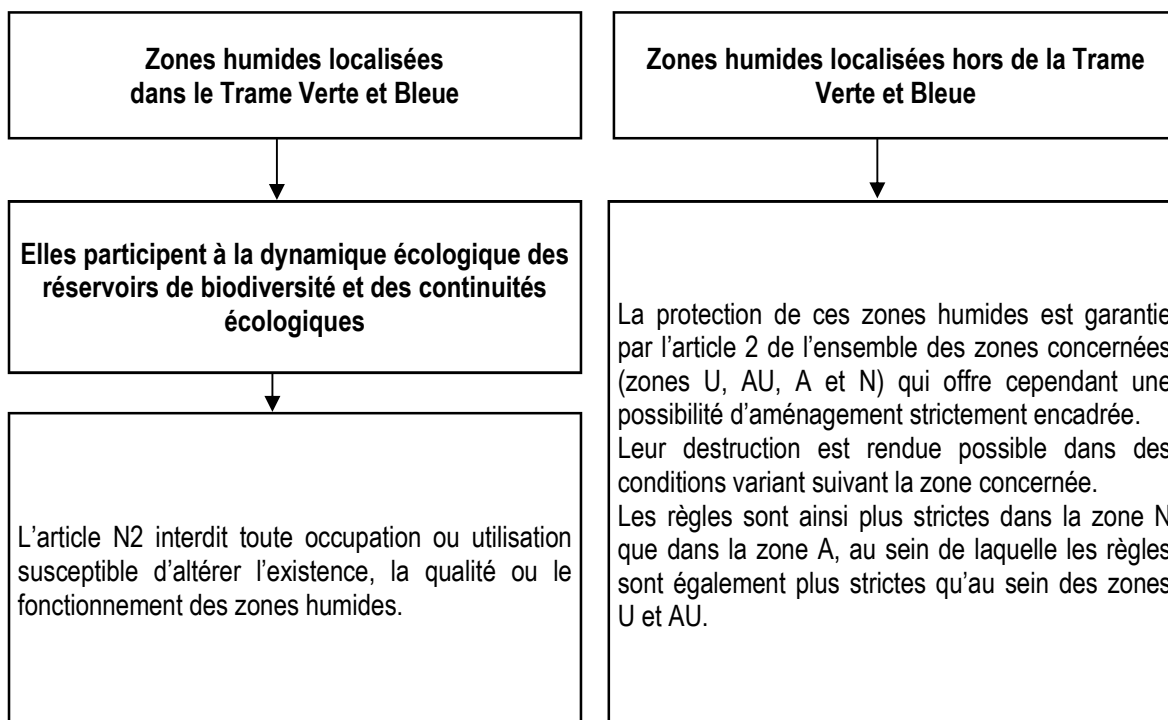 Zones humides localisées
dans le Trame Verte et Bleue
Elles participent à la dynamique écologique des
réservoirs de biodiversité et des continuités
écologiques
L’article N2 interdit toute occupation ou utilisation
susceptible d’altérer l’existence, la qualité ou le
fonctionnement des zones humides.
Zones humides localisées hors de la Trame
Verte et Bleue
La protection de ces zones humides est garantie
par l’article 2 de l’ensemble des zones concernées
(zones U, AU, A et N) qui offre cependant une
possibilité d’aménagement strictement encadrée.
Leur destruction est rendue possible dans des
conditions variant suivant la zone concernée.
Les règles sont ainsi plus strictes dans la zone N
que dans la zone A, au sein de laquelle les règles
sont également plus strictes qu’au sein des zones
U et AU.